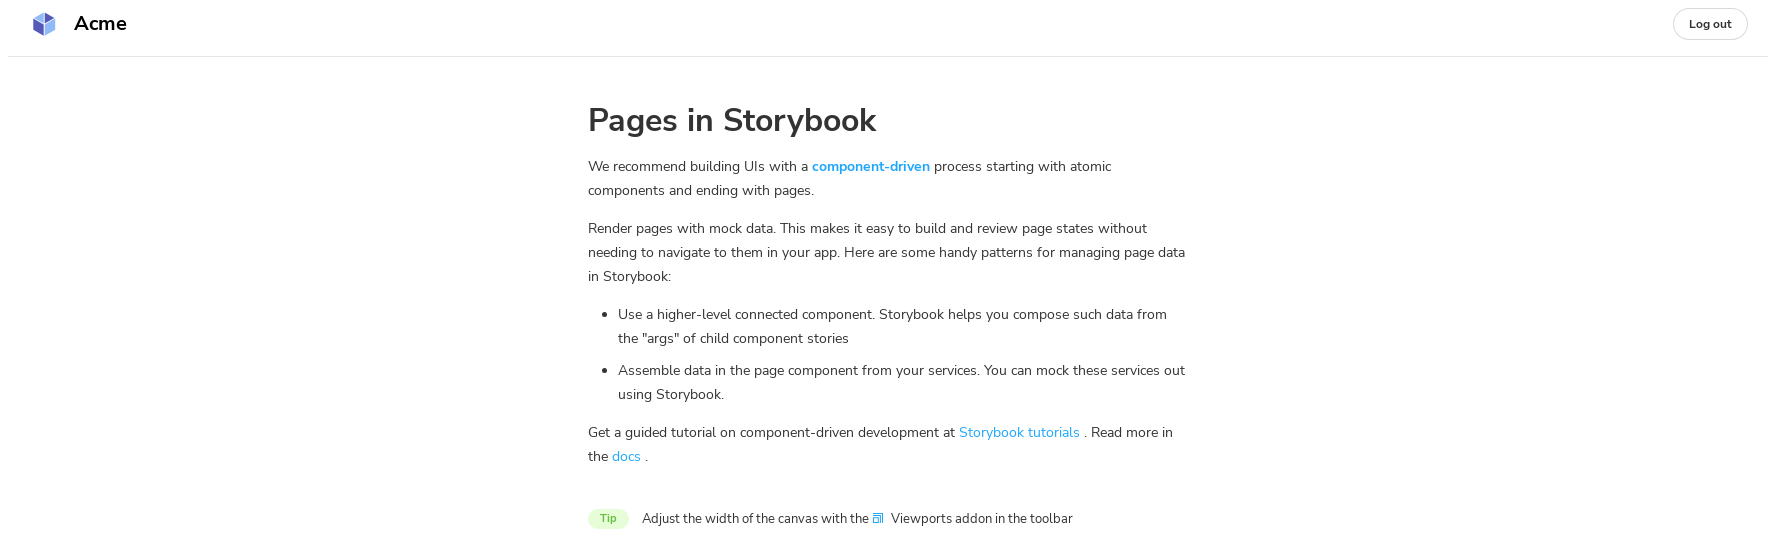 Acme
Log out
Pages in Storybook
We recommend building UIs with a component-driven process starting with atomic
components and ending with pages.
Render pages with mock data. This makes it easy to build and review page states without
needing to navigate to them in your app. Here are some handy patterns for managing page data
in Storybook:
• Use a higher-level connected component. Storybook helps you compose such data from
the "args" of child component stories
• Assemble data in the page component from your services. You can mock these services out
using Storybook.
Get a guided tutorial on component-driven development at Storybook tutorials . Read more in
the docs .
Tip Adjust the width of the canvas with the Viewports addon in the toolbar